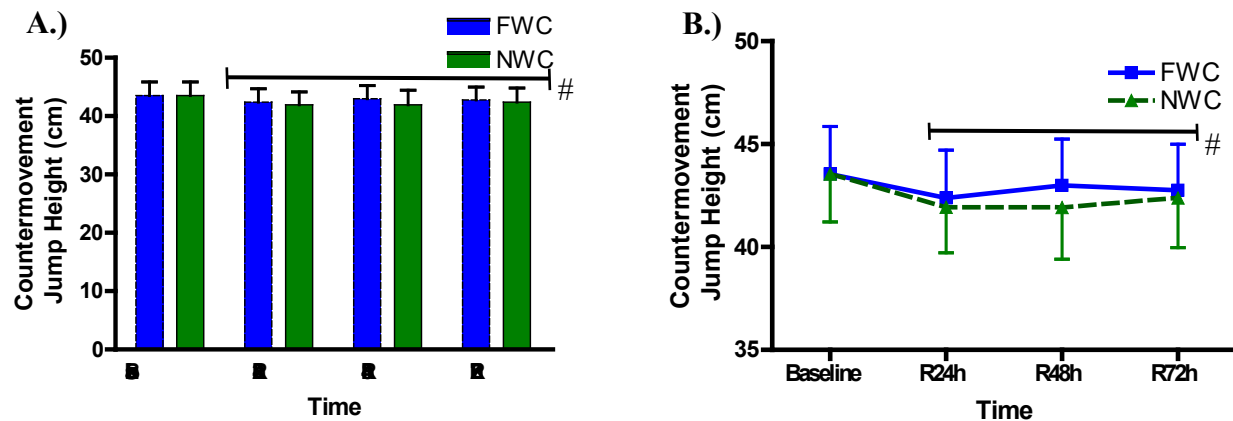 A.)
FWC
NWC
50
40
30
20
10
0
#
Countermovement
Jump Height (cm)
Time
B.)
50
45
40
35
FWC
NWC
#
Countermovement
Jump Height (cm)
Baseline R24h R48h R72h
Time